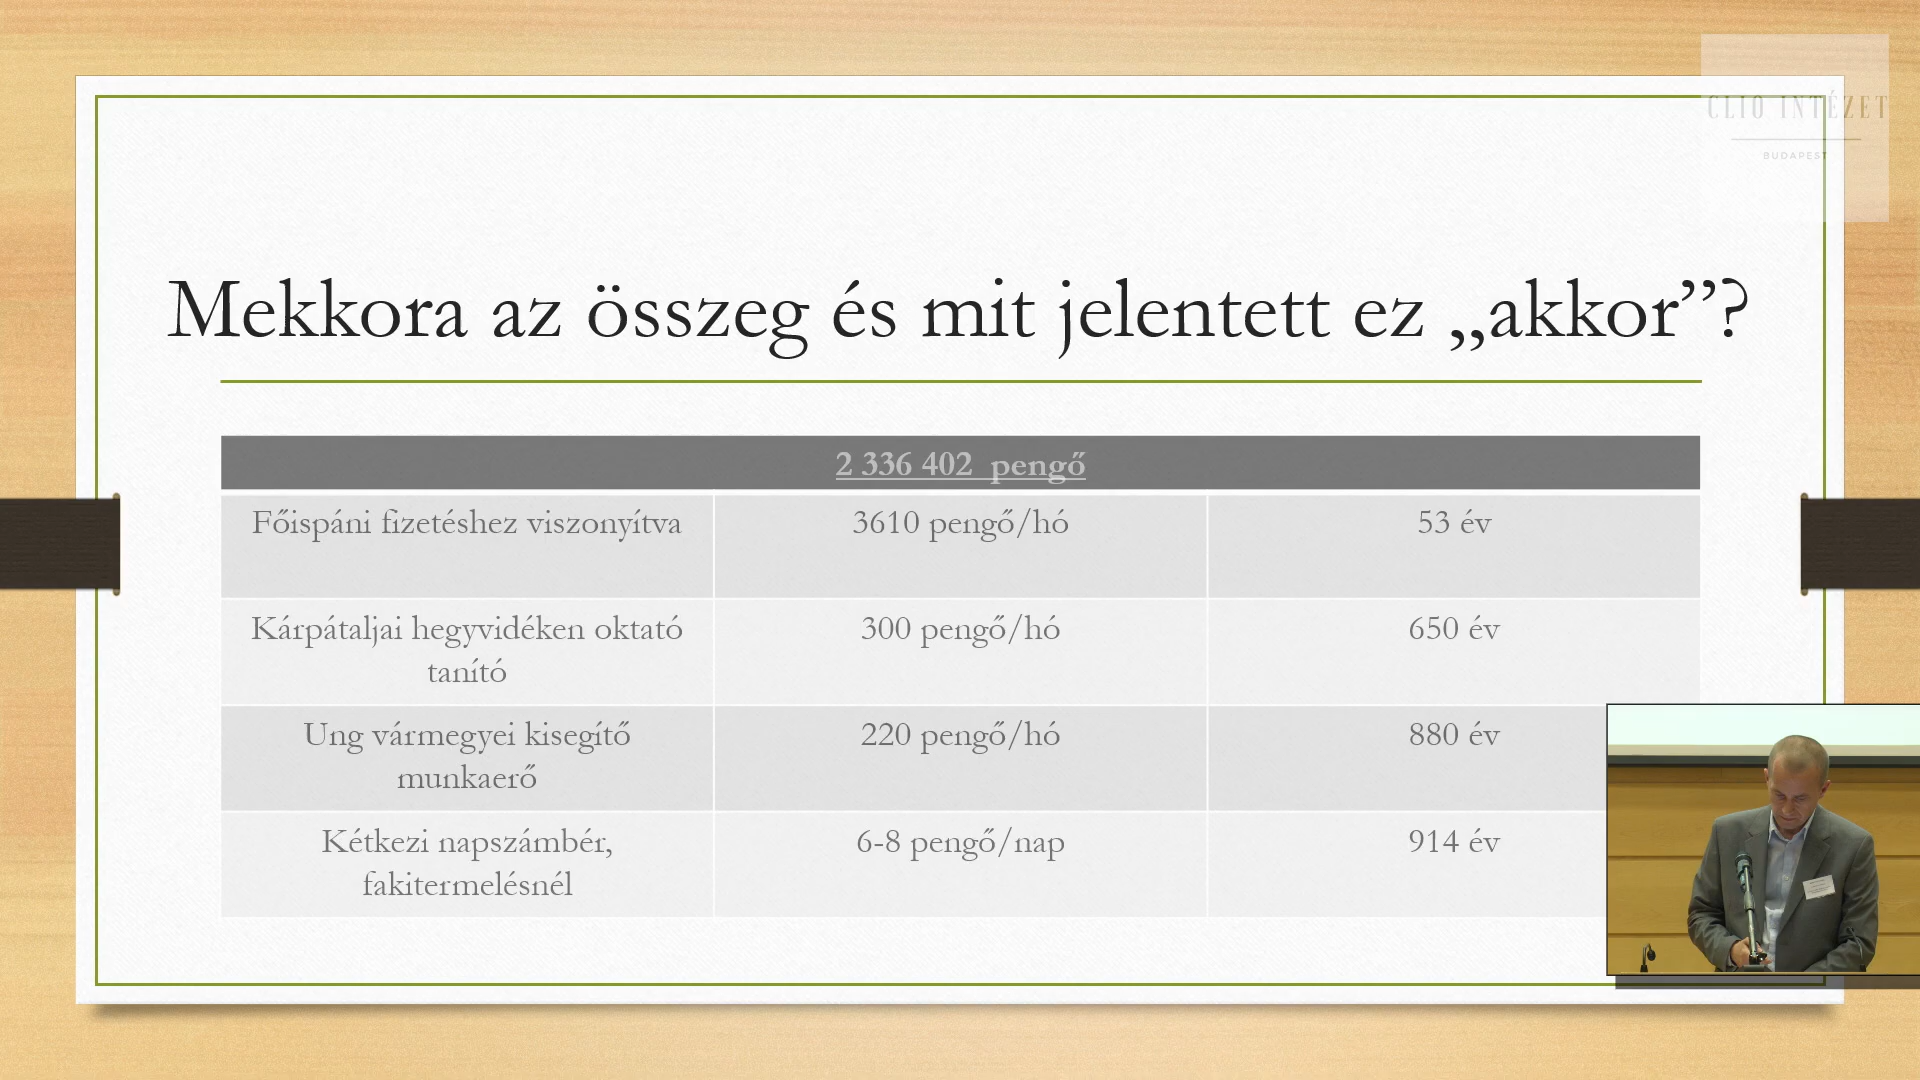 CLIO INTÉZET
BUDAPEST
Mekkora az összeg és mit jelentett ez „akkor”?
2 336 402 pengő
Főispáni fizetéshez viszonyítva
3610 pengő/hó
53 év
Kárpátaljai hegyvidéken oktató
tanító
300 pengő/hó
650 év
Ung vármegyei kisegítő
munkaerő
220 pengő/hó
880 év
Kétkezi napszámbér,
fakitermelésnél
6-8 pengő/nap
914 év